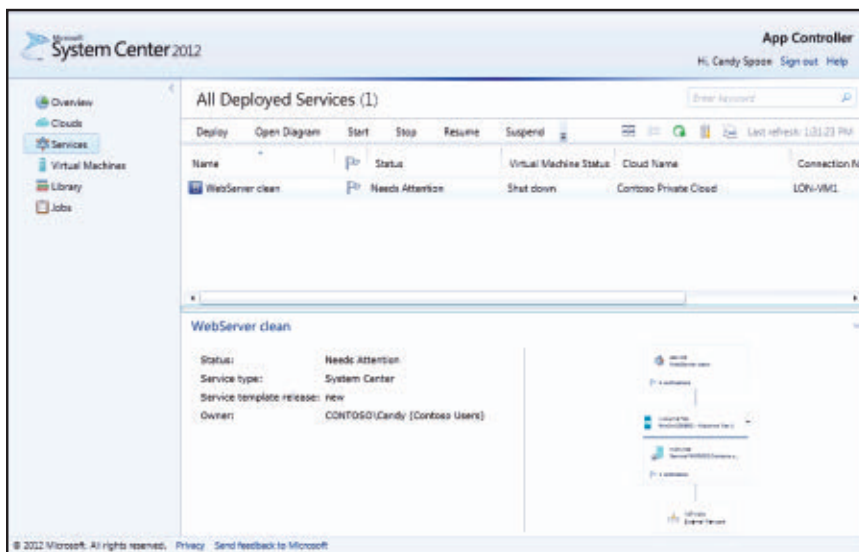 Microsoft
System Center 2012
App Controller
Hi, Candy Spoon Sign out Help
Overview
Clouds
Services
Virtual Machines
Library
Jobs
All Deployed Services (1)
Enter keyword
Deploy Open Diagram Start Stop Resume Suspend Last refresh: 1:31:23 PM
Name Status Virtual Machine Status Cloud Name Connection N
WebServer clean Needs Attention Shut down Contoso Private Cloud LON-VM1
WebServer clean
Status: Needs Attention
Service type: System Center
Service template release: new
Owner: CONTOSO\Candy (Contoso Users)
© 2012 Microsoft. All rights reserved. Privacy Send feedback to Microsoft